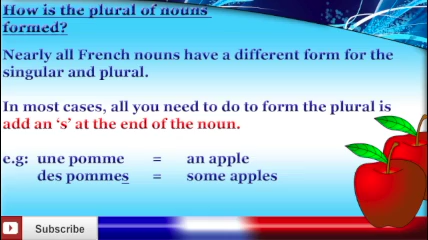 How is the plural of nouns
formed?
Nearly all French nouns have a different form for the
singular and plural.
In most cases, all you need to do to form the plural is
add an ‘s’ at the end of the noun.
e.g: une pomme = an apple
des pommes = some apples
Subscribe